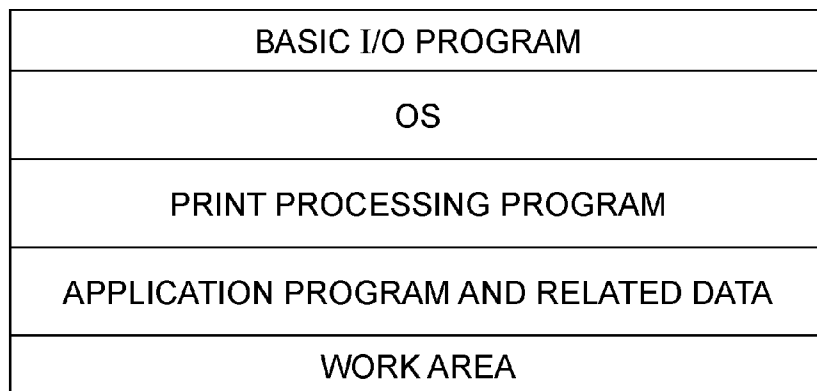 BASIC I/O PROGRAM
OS
PRINT PROCESSING PROGRAM
APPLICATION PROGRAM AND RELATED DATA
WORK AREA